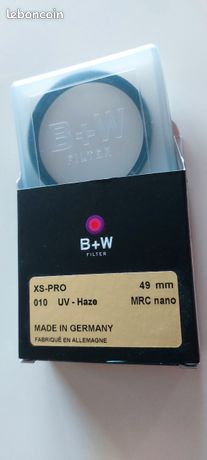 leboncoin
B+W
FILTER
B+W
FILTER
XS-PRO 49 mm
010 UV - Haze MRC nano
MADE IN GERMANY
FABRIQUÉ EN ALLEMAGNE